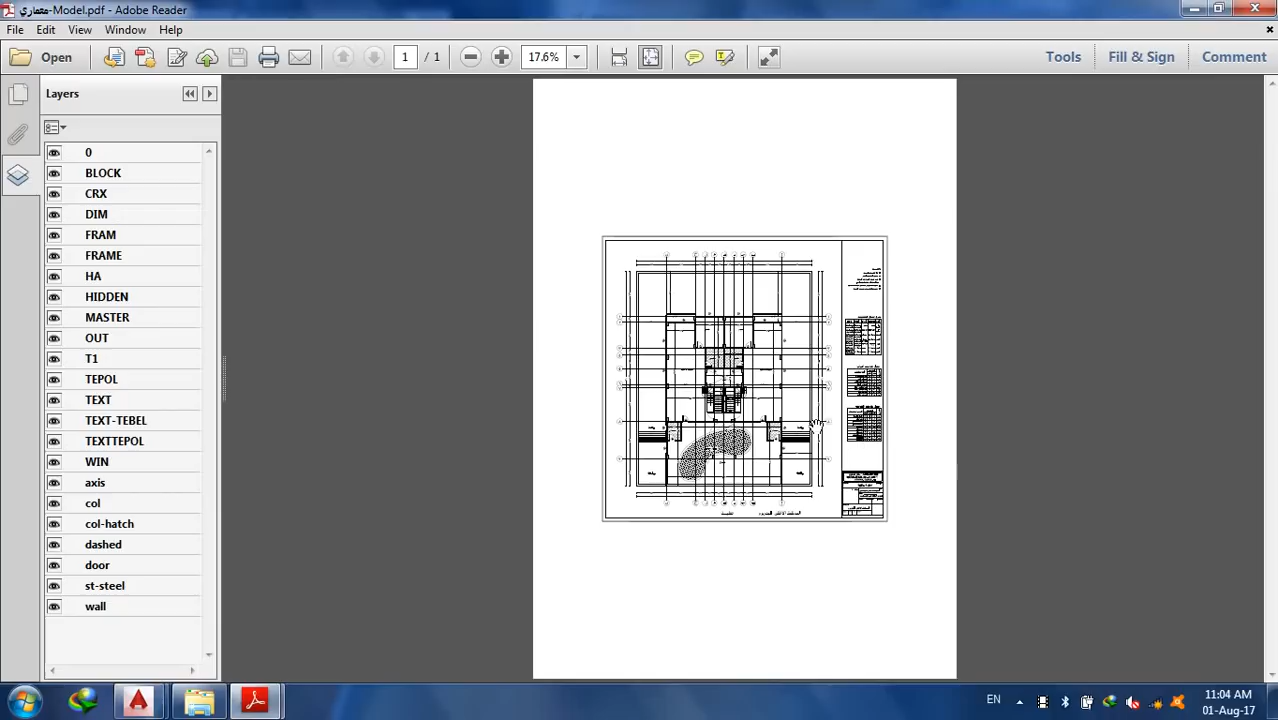 معماري-Model.pdf - Adobe Reader
File Edit View Window Help
Open 1 / 1 17.6% Tools Fill & Sign Comment
Layers
0
BLOCK
CRX
DIM
FRAM
FRAME
HA
HIDDEN
MASTER
OUT
T1
TEPOL
TEXT
TEXT-TEBEL
TEXTTEPOL
WIN
axis
col
col-hatch
dashed
door
st-steel
wall
EN
11:04 AM
01-Aug-17